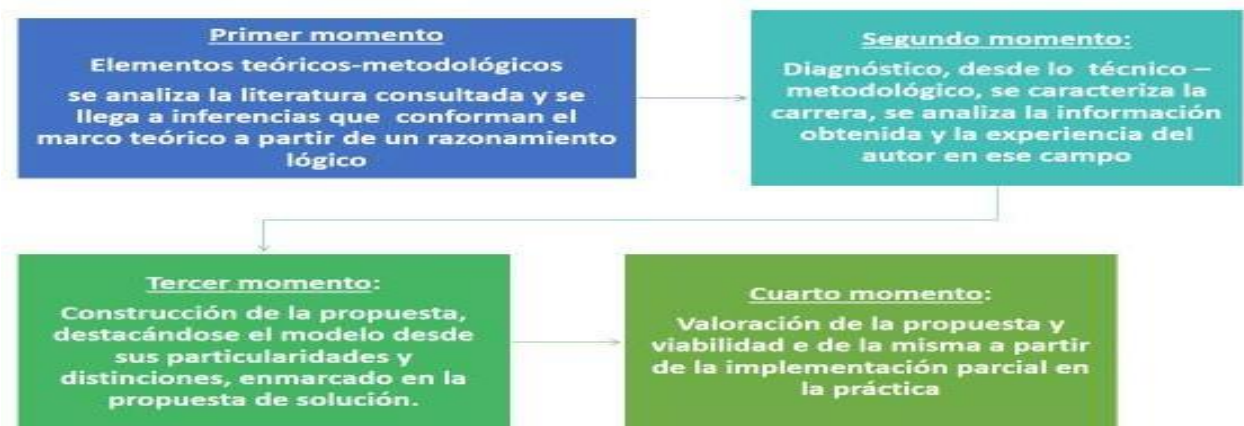 Primer momento
Elementos teóricos-metodológicos
se analiza la literatura consultada y se
llega a inferencias que conforman el
marco teórico a partir de un razonamiento
lógico
Segundo momento:
Diagnóstico, desde lo técnico –
metodológico, se caracteriza la
carrera, se analiza la información
obtenida y la experiencia del
autor en ese campo
Tercer momento:
Construcción de la propuesta,
destacándose el modelo desde
sus particularidades y
distinciones, enmarcado en la
propuesta de solución.
Cuarto momento:
Valoración de la propuesta y
viabilidad e de la misma a partir
de la implementación parcial en
la práctica